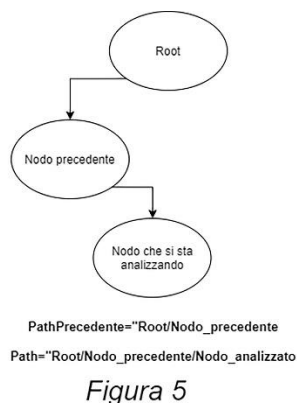 Root
Nodo precedente
Nodo che si sta
analizzando
PathPrecedente="Root/Nodo_precedente
Path="Root/Nodo_precedente/Nodo_analizzato
Figura 5